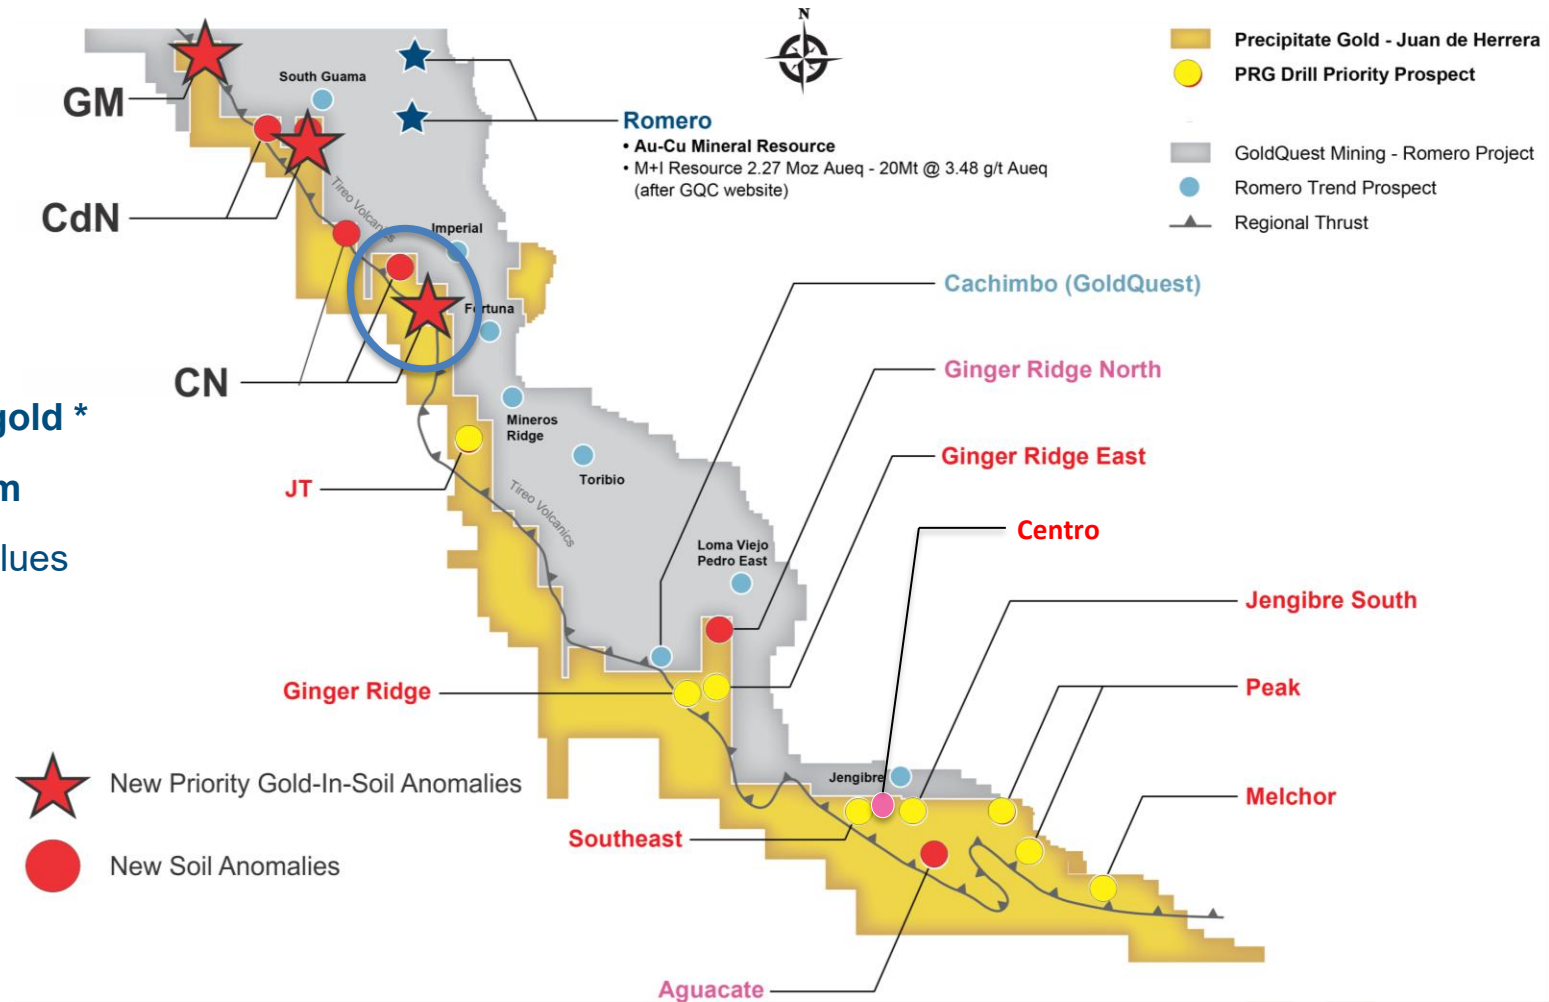 N
Precipitate Gold - Juan de Herrera
PRG Drill Priority Prospect
GoldQuest Mining - Romero Project
Romero Trend Prospect
Regional Thrust
GM
South Guama
Romero
• Au-Cu Mineral Resource
• M+I Resource 2.27 Moz Aueq - 20Mt @ 3.48 g/t Aueq
(after GQC website)
CdN
Tireo Volcanics
Imperial
Cachimbo (GoldQuest)
Fortuna
Ginger Ridge North
CN
gold *
Mineros
Ridge
Ginger Ridge East
Toribio
m
JT
Tireo Volcanics
Centro
lues
Loma Viejo
Pedro East
Jengibre South
Ginger Ridge
Peak
New Priority Gold-In-Soil Anomalies
Jengibre
Melchor
Southeast
New Soil Anomalies
Aguacate